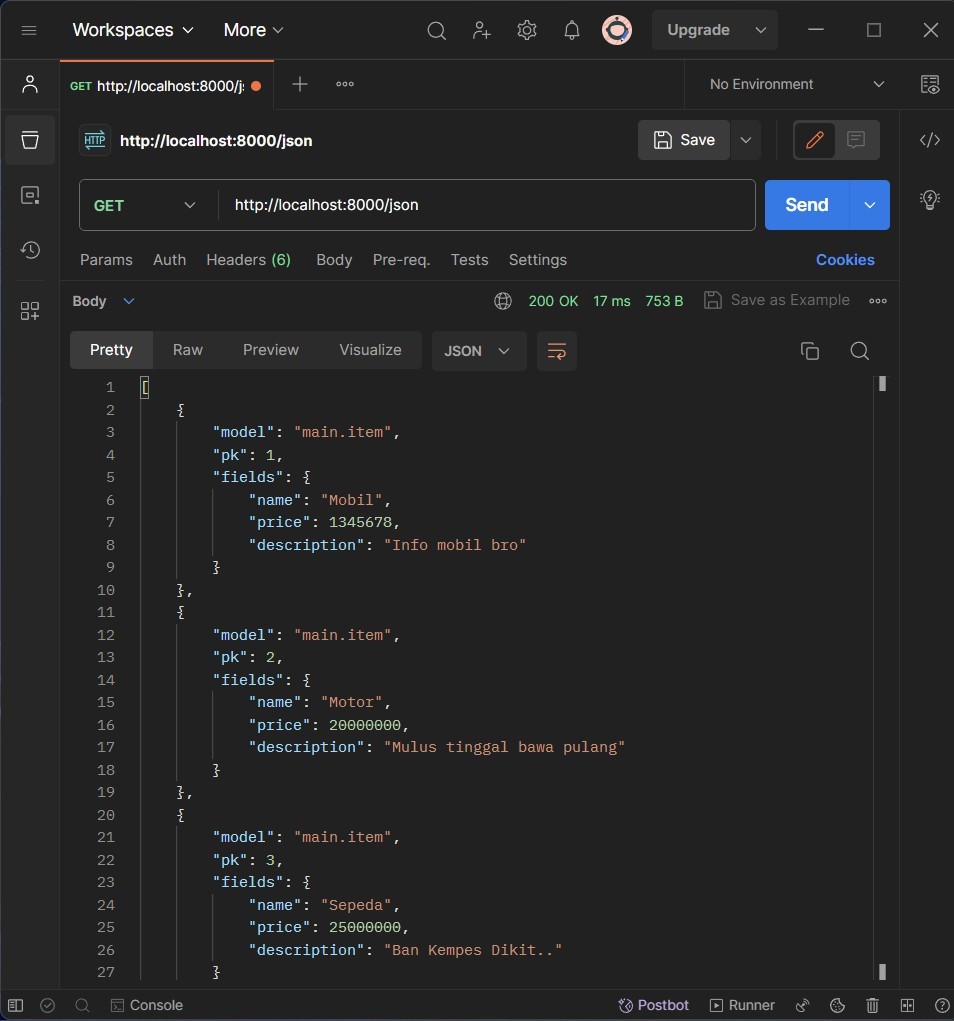 Workspaces More Upgrade
GET http://localhost:8000/j No Environment
HTTP http://localhost:8000/json Save
GET http://localhost:8000/json Send
Params Auth Headers (6) Body Pre-req. Tests Settings Cookies
Body 200 OK 17 ms 753 B Save as Example
Pretty Raw Preview Visualize JSON
1 [
2 {
3 "model": "main.item",
4 "pk": 1,
5 "fields": {
6 "name": "Mobil",
7 "price": 1345678,
8 "description": "Info mobil bro"
9 }
10 },
11 {
12 "model": "main.item",
13 "pk": 2,
14 "fields": {
15 "name": "Motor",
16 "price": 20000000,
17 "description": "Mulus tinggal bawa pulang"
18 }
19 },
20 {
21 "model": "main.item",
22 "pk": 3,
23 "fields": {
24 "name": "Sepeda",
25 "price": 25000000,
26 "description": "Ban Kempes Dikit.."
27 }
Console Postbot Runner